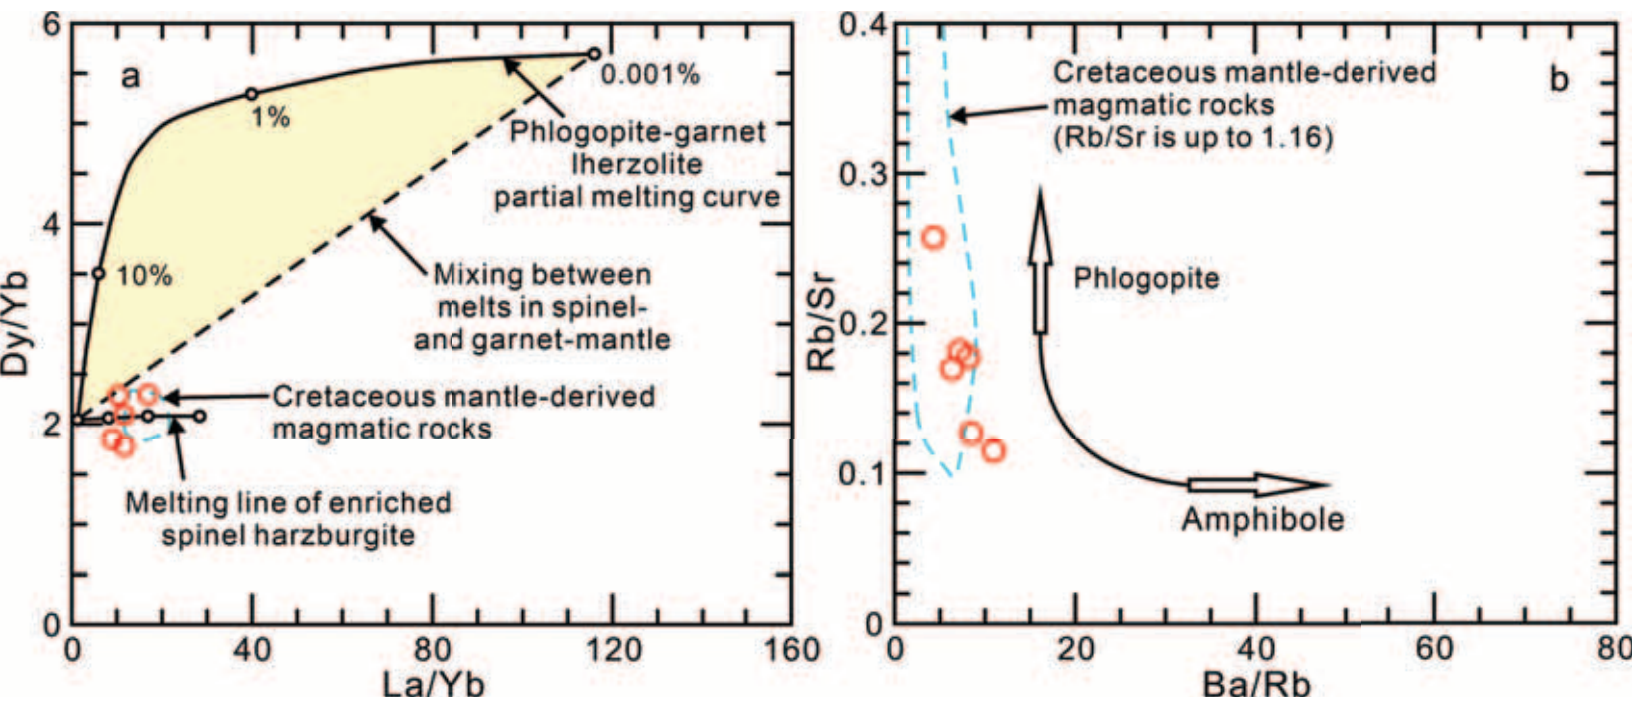 6
a
0.001%
1%
Phlogopite-garnet
lherzolite
partial melting curve
4
10%
Mixing between
melts in spinel-
and garnet-mantle
Dy/Yb
Cretaceous mantle-derived
magmatic rocks
2
Melting line of enriched
spinel harzburgite
0
0 40 80 120 160
La/Yb
0.4
b
Cretaceous mantle-derived
magmatic rocks
(Rb/Sr is up to 1.16)
0.3
Phlogopite
Rb/Sr
0.2
0.1
Amphibole
0
0 20 40 60 80
Ba/Rb